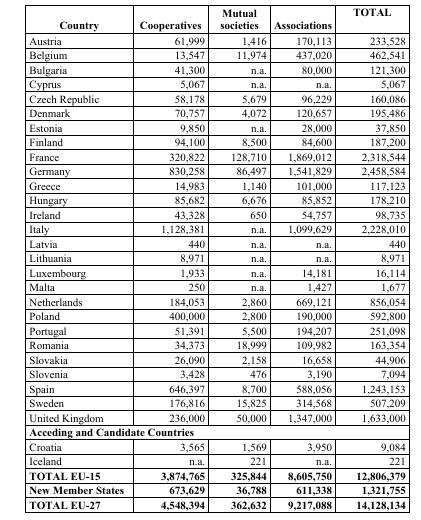 Country Cooperatives Mutual societies Associations TOTAL
Austria 61,999 1,416 170,113 233,528
Belgium 13,547 11,974 437,020 462,541
Bulgaria 41,300 n.a. 80,000 121,300
Cyprus 5,067 n.a. n.a. 5,067
Czech Republic 58,178 5,679 96,229 160,086
Denmark 70,757 4,072 120,657 195,486
Estonia 9,850 n.a. 28,000 37,850
Finland 94,100 8,500 84,600 187,200
France 320,822 128,710 1,869,012 2,318,544
Germany 830,258 86,497 1,541,829 2,458,584
Greece 14,983 1,140 101,000 117,123
Hungary 85,682 6,676 85,852 178,210
Ireland 43,328 650 54,757 98,735
Italy 1,128,381 n.a. 1,099,629 2,228,010
Latvia 440 n.a. n.a. 440
Lithuania 8,971 n.a. n.a. 8,971
Luxembourg 1,933 n.a. 14,181 16,114
Malta 250 n.a. 1,427 1,677
Netherlands 184,053 2,860 669,121 856,054
Poland 400,000 2,800 190,000 592,800
Portugal 51,391 5,500 194,207 251,098
Romania 34,373 18,999 109,982 163,354
Slovakia 26,090 2,158 16,658 44,906
Slovenia 3,428 476 3,190 7,094
Spain 646,397 8,700 588,056 1,243,153
Sweden 176,816 15,825 314,568 507,209
United Kingdom 236,000 50,000 1,347,000 1,633,000
Acceding and Candidate Countries
Croatia 3,565 1,569 3,950 9,084
Iceland n.a. 221 n.a. 221
TOTAL EU-15 3,874,765 325,844 8,605,750 12,806,379
New Member States 673,629 36,788 611,338 1,321,755
TOTAL EU-27 4,548,394 362,632 9,217,088 14,128,134